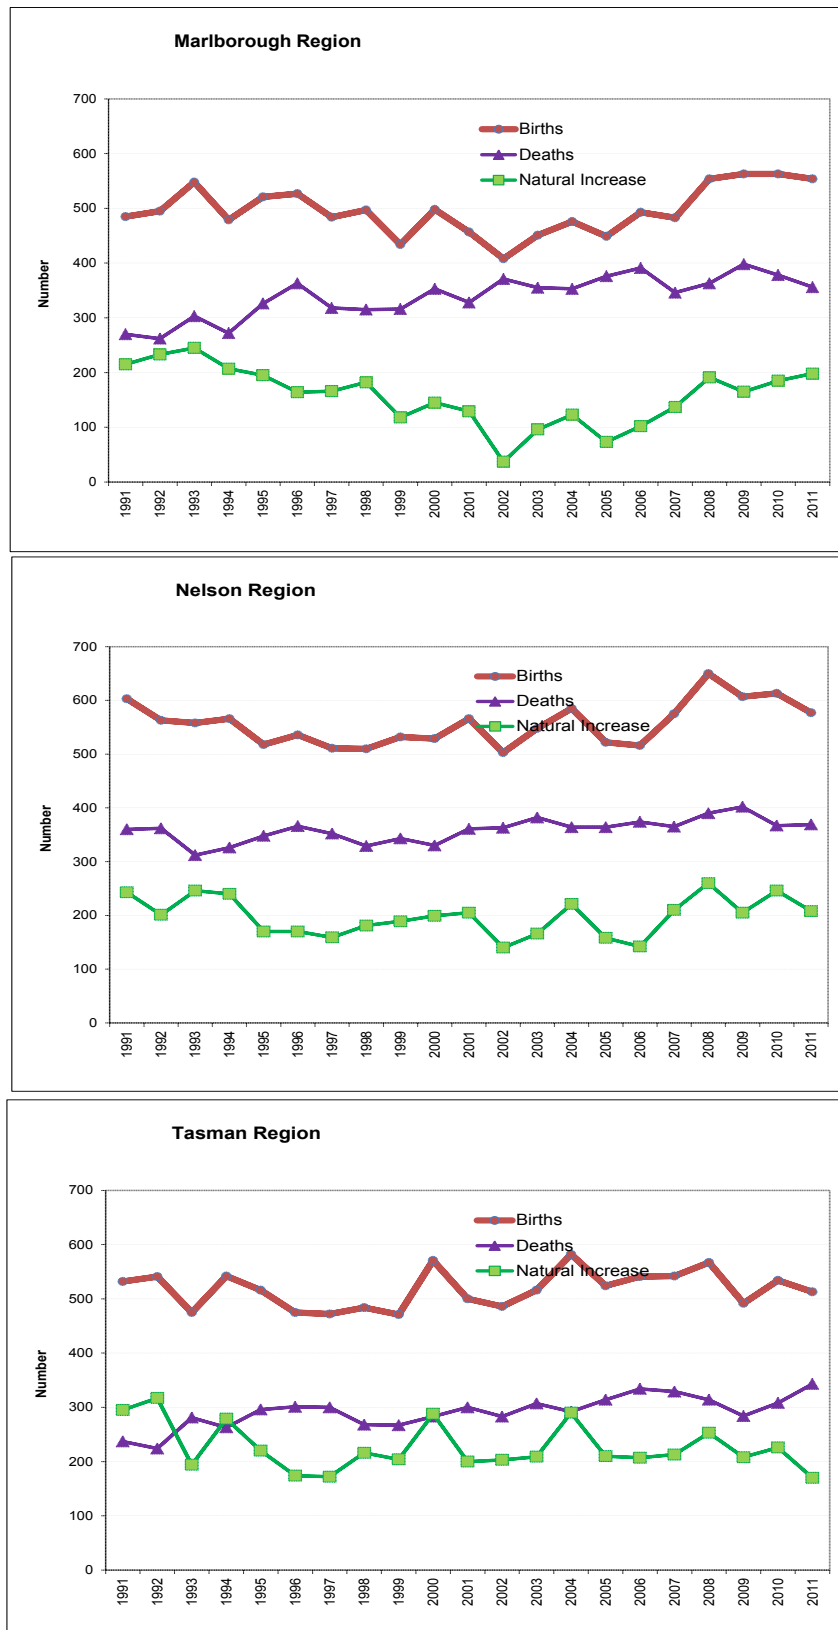 Marlborough Region
700
600
500
400
300
200
100
0
Number
Births
Deaths
Natural Increase
1991 1992 1993 1994 1995 1996 1997 1998 1999 2000 2001 2002 2003 2004 2005 2006 2007 2008 2009 2010 2011
Nelson Region
700
600
500
400
300
200
100
0
Number
Births
Deaths
Natural Increase
1991 1992 1993 1994 1995 1996 1997 1998 1999 2000 2001 2002 2003 2004 2005 2006 2007 2008 2009 2010 2011
Tasman Region
700
600
500
400
300
200
100
0
Number
Births
Deaths
Natural Increase
1991 1992 1993 1994 1995 1996 1997 1998 1999 2000 2001 2002 2003 2004 2005 2006 2007 2008 2009 2010 2011